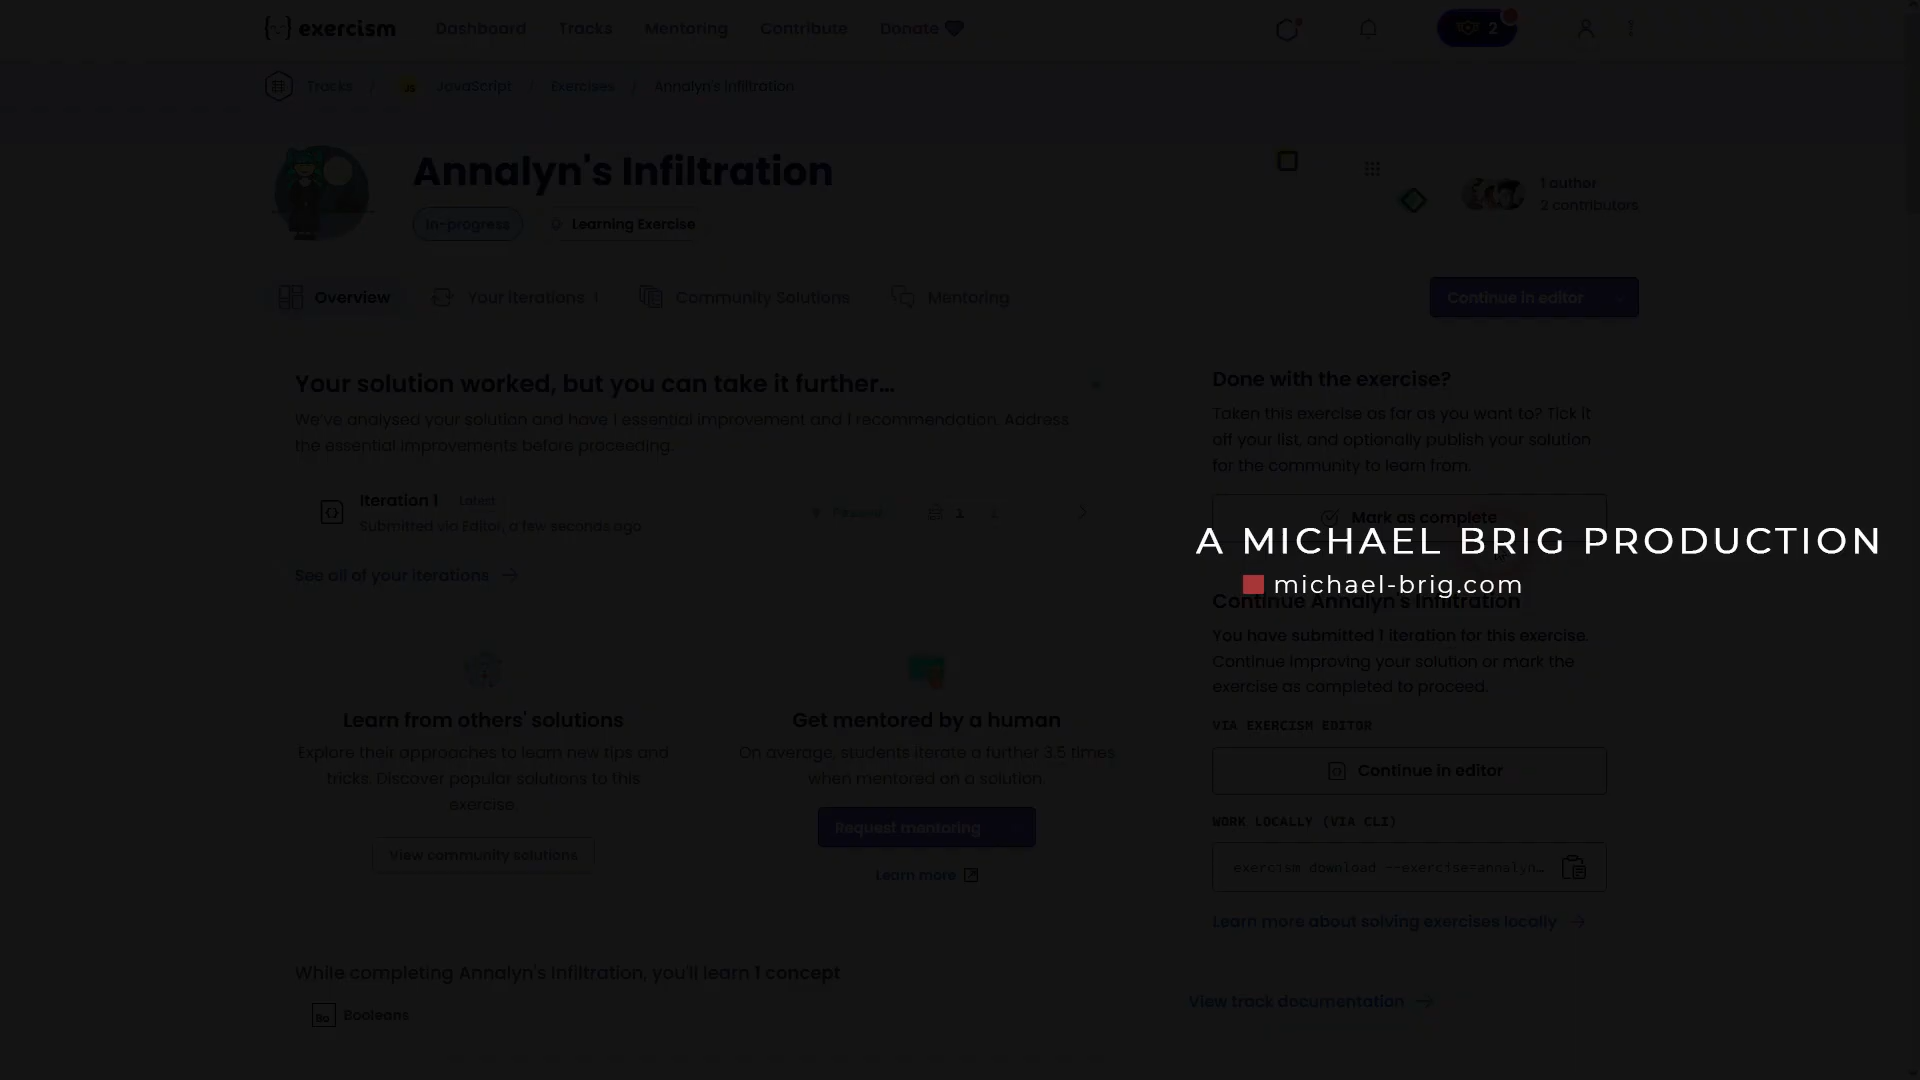 exercism Dashboard Tracks Mentoring Contribute Donate 2
Tracks / JavaScript / Exercises / Annalyn's Infiltration
Annalyn's Infiltration
In-progress Learning Exercise
1 author
2 contributors
Overview Your iterations 1 Community Solutions Mentoring
Continue in editor
Your solution worked, but you can take it further...
We've analysed your solution and have 1 essential improvement and 1 recommendation. Address
the essential improvements before proceeding.
Iteration 1 Latest
Submitted via Editor, a few seconds ago
Passed 1
See all of your iterations
Learn from others' solutions
Explore their approaches to learn new tips and
tricks. Discover popular solutions to this
exercise.
View community solutions
Get mentored by a human
On average, students iterate a further 3.5 times
when mentored on a solution.
Request mentoring
Learn more
While completing Annalyn's Infiltration, you'll learn 1 concept
Bo Booleans
Done with the exercise?
Taken this exercise as far as you want to? Tick it
off your list, and optionally publish your solution
for the community to learn from.
Mark as complete
A MICHAEL BRIG PRODUCTION
michael-brig.com
Continue Annalyn's Infiltration
You have submitted 1 iteration for this exercise.
Continue improving your solution or mark the
exercise as completed to proceed.
VIA EXERCISM EDITOR
Continue in editor
WORK LOCALLY (VIA CLI)
exercism download --exercise=annalyn...
Learn more about solving exercises locally
View track documentation